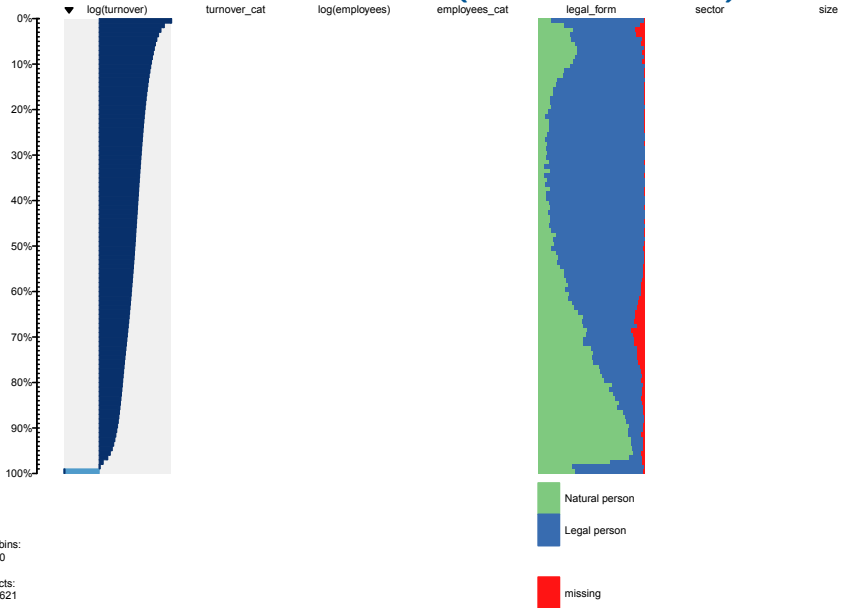 log(turnover) turnover_cat log(employees) employees_cat legal_form sector size
0%
10%
20%
30%
40%
50%
60%
70%
80%
90%
100%
Natural person
Legal person
bins:
0
cts:
621
missing